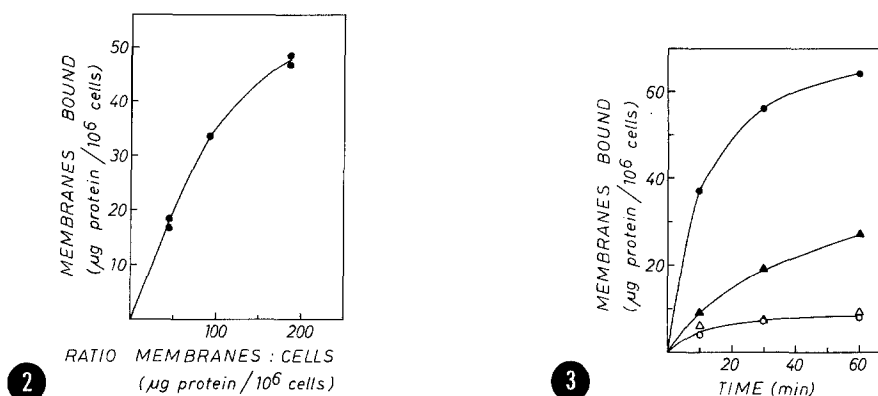 MEMBRANES BOUND
(µg protein/10⁶ cells)
50
40
30
20
10
100
200
RATIO MEMBRANES : CELLS
(µg protein/10⁶ cells)
2
MEMBRANES BOUND
(µg protein/10⁶ cells)
60
40
20
20
40
60
TIME (min)
3